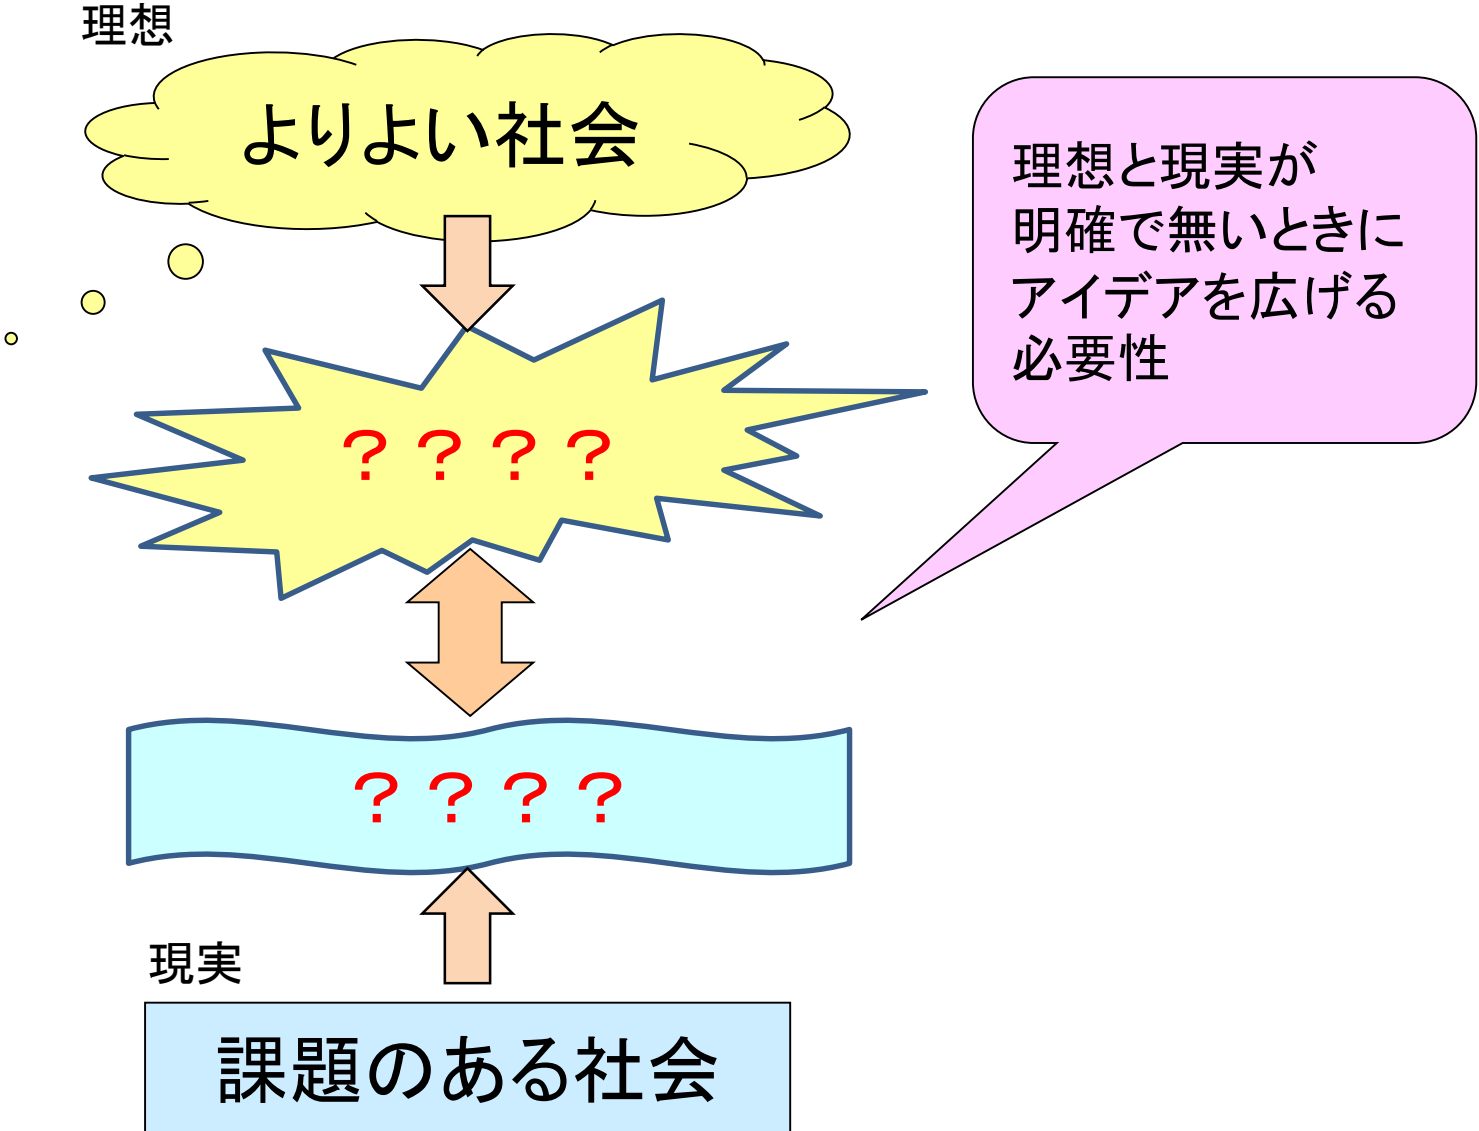 理想
よりよい社会
理想と現実が
明確で無いときに
アイデアを広げる
必要性
？？？？
？？？？
現実
課題のある社会